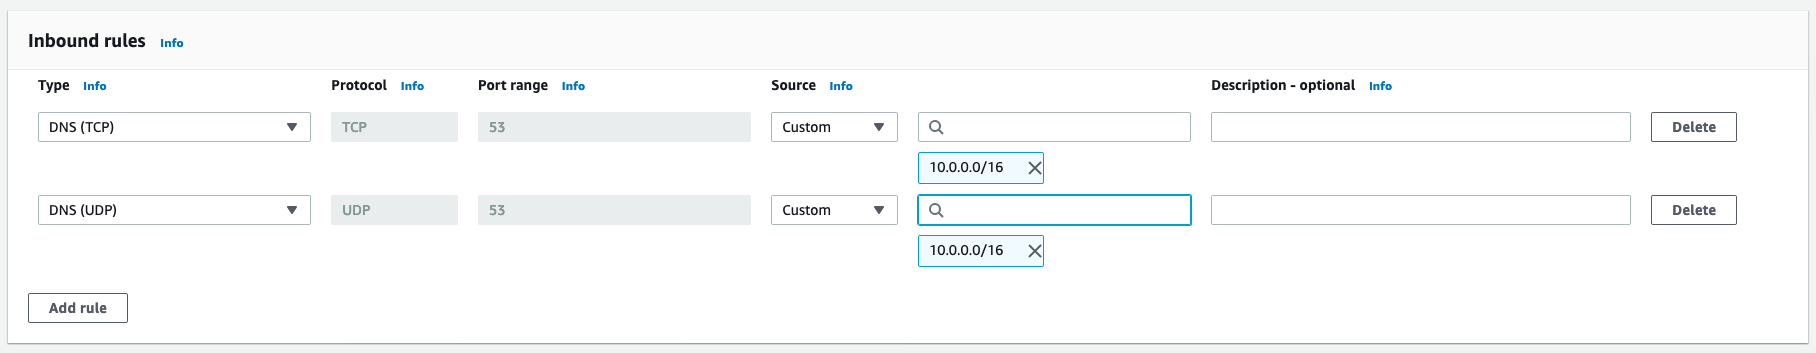 Inbound rules Info
Type Info Protocol Info Port range Info Source Info Description - optional Info
DNS (TCP) TCP 53 Custom Delete
10.0.0.0/16
DNS (UDP) UDP 53 Custom Delete
10.0.0.0/16
Add rule